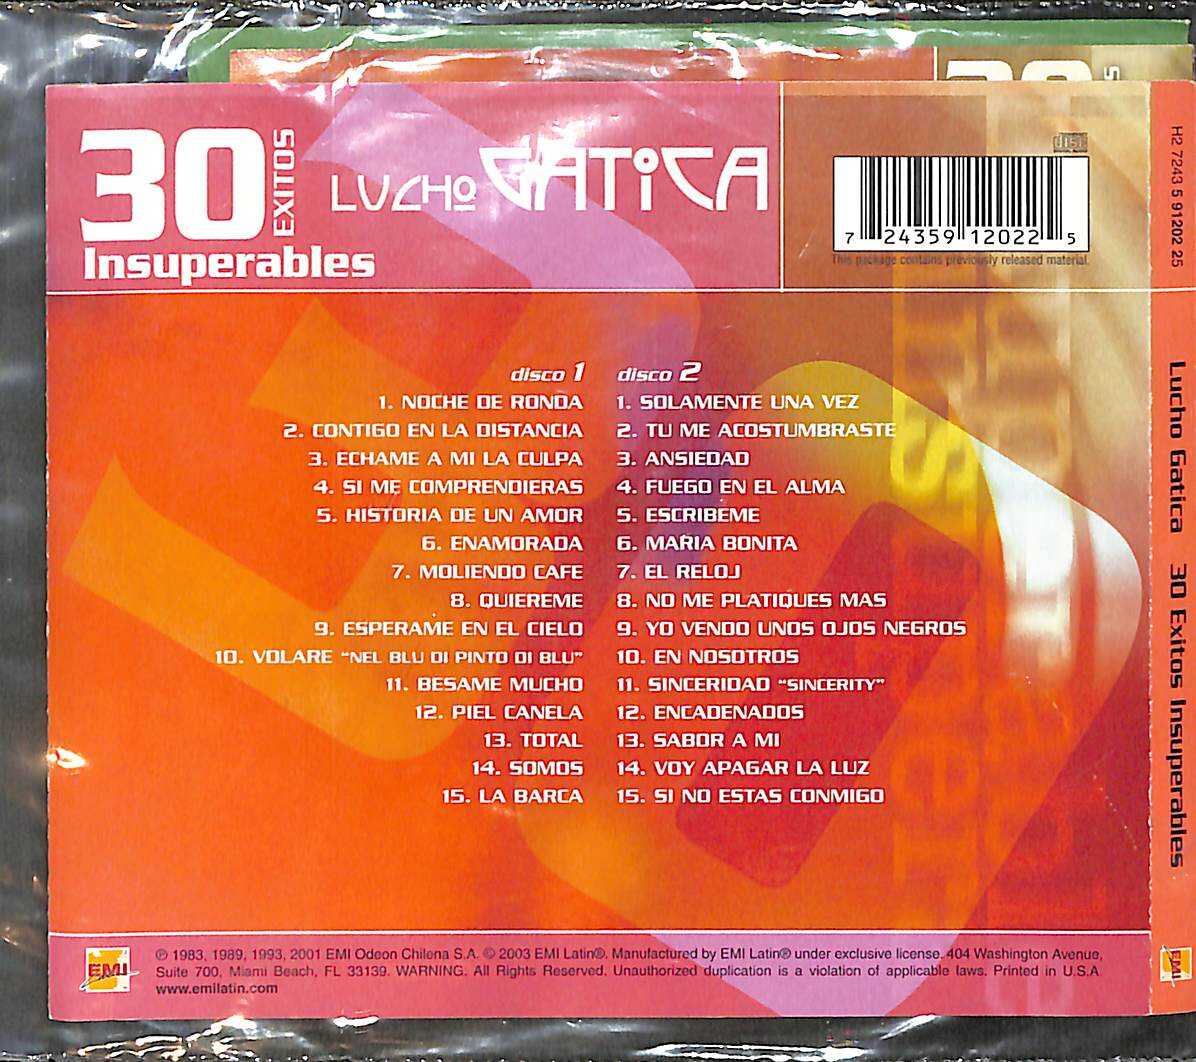 30
EXITOS
Insuperables
LUCHO GATICA
7 24359 12022 5
This package contains previously released material.
H2 7243 5 91202 25
Lucho Gatica 30 Exitos Insuperables
disco 1
1. NOCHE DE RONDA
2. CONTIGO EN LA DISTANCIA
3. ECHAME A MI LA CULPA
4. SI ME COMPRENDIERAS
5. HISTORIA DE UN AMOR
6. ENAMORADA
7. MOLIENDO CAFE
8. QUIEREME
9. ESPERAME EN EL CIELO
10. VOLARE "NEL BLU DI PINTO DI BLU"
11. BESAME MUCHO
12. PIEL CANELA
13. TOTAL
14. SOMOS
15. LA BARCA
disco 2
1. SOLAMENTE UNA VEZ
2. TU ME ACOSTUMBRASTE
3. ANSIEDAD
4. FUEGO EN EL ALMA
5. ESCRIBEME
6. MARIA BONITA
7. EL RELOJ
8. NO ME PLATIQUES MAS
9. YO VENDO UNOS OJOS NEGROS
10. EN NOSOTROS
11. SINCERIDAD "SINCERITY"
12. ENCADENADOS
13. SABOR A MI
14. VOY APAGAR LA LUZ
15. SI NO ESTAS CONMIGO
EMI
℗ 1983, 1989, 1993, 2001 EMI Odeon Chilena S.A. © 2003 EMI Latin®. Manufactured by EMI Latin® under exclusive license. 404 Washington Avenue,
Suite 700, Miami Beach, FL 33139. WARNING. All Rights Reserved. Unauthorized duplication is a violation of applicable laws. Printed in U.S.A
www.emilatin.com
EMI